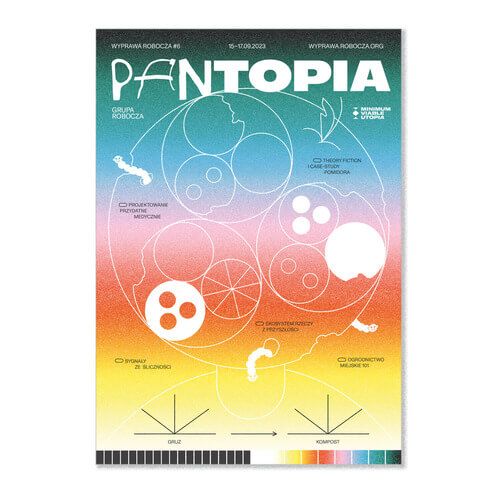 WYPRAWA ROBOCZA #6
15–17.09.2023
WYPRAWA.ROBOCZA.ORG
PANTOPIA
GRUPA
ROBOCZA
MINIMUM
VIABLE
UTOPIA
THEORY FICTION
I CASE-STUDY
POMIDORA
PROJEKTOWANIE
PRZYDATNE
MEDYCZNIE
EKOSYSTEM RZECZY
Z PRZYSZŁOŚCI
SYGNAŁY
ZE ŚLICZNOŚCI
OGRODNICTWO
MIEJSKIE 101
GRUZ
KOMPOST